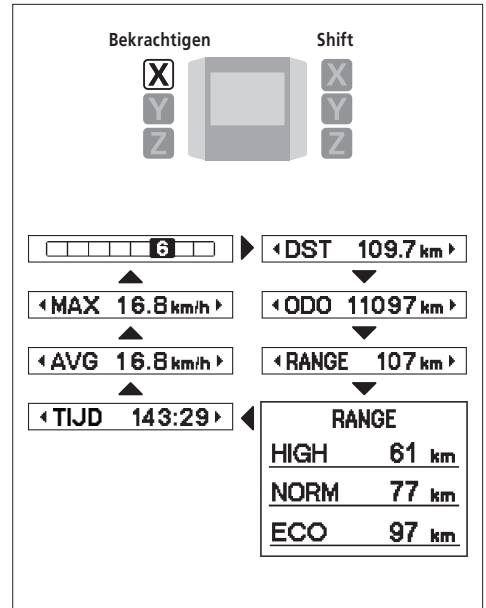 Bekrachtigen Shift
X X
Y Y
Z Z
6 DST 109.7 km
MAX 16.8 km/h ODO 11097 km
AVG 16.8 km/h RANGE 107 km
TIJD 143:29 RANGE
HIGH 61 km
NORM 77 km
ECO 97 km